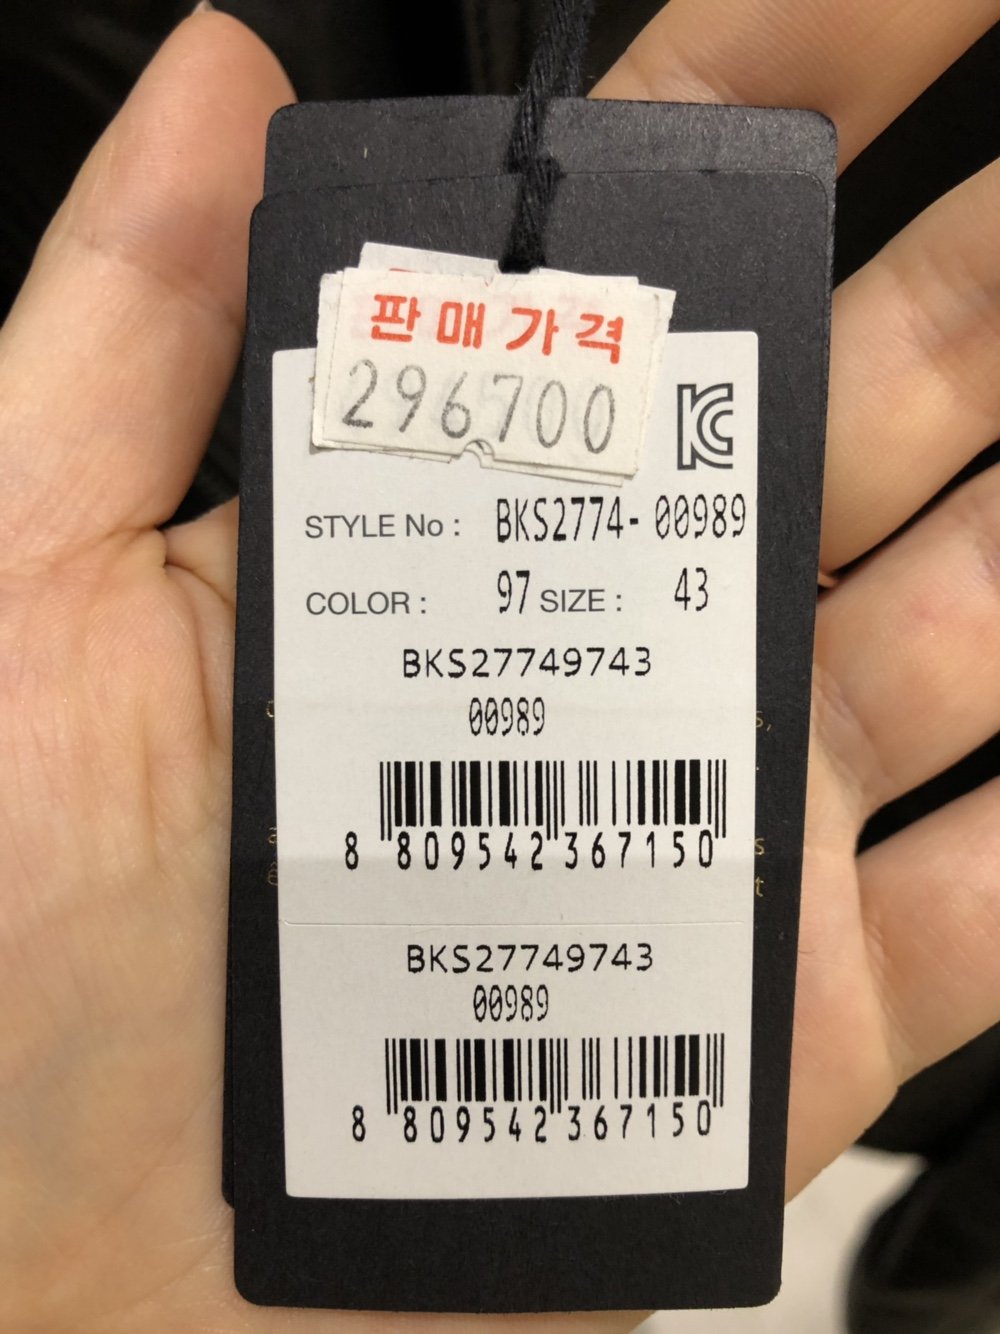 판매가격
296700
KC
STYLE No : BKS2774- 00989
COLOR : 97 SIZE : 43
BKS27749743
00989
8 809542 367150
BKS27749743
00989
8 809542 367150